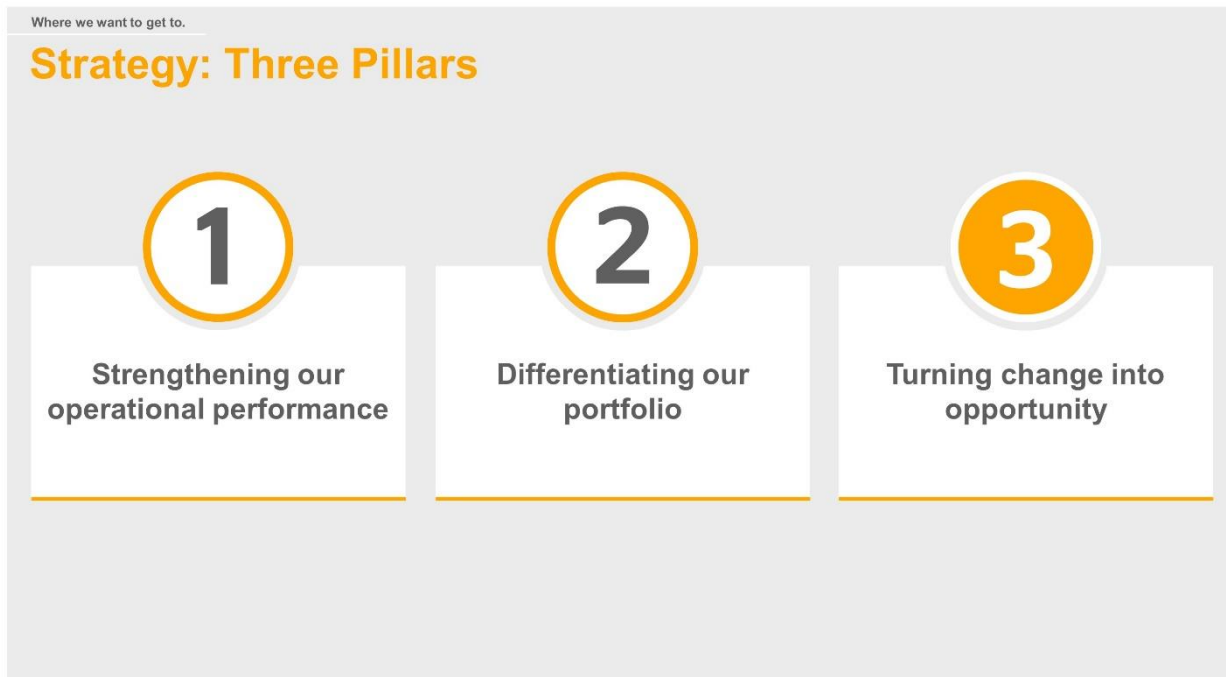 Where we want to get to.
Strategy: Three Pillars
1
Strengthening our
operational performance
2
Differentiating our
portfolio
3
Turning change into
opportunity